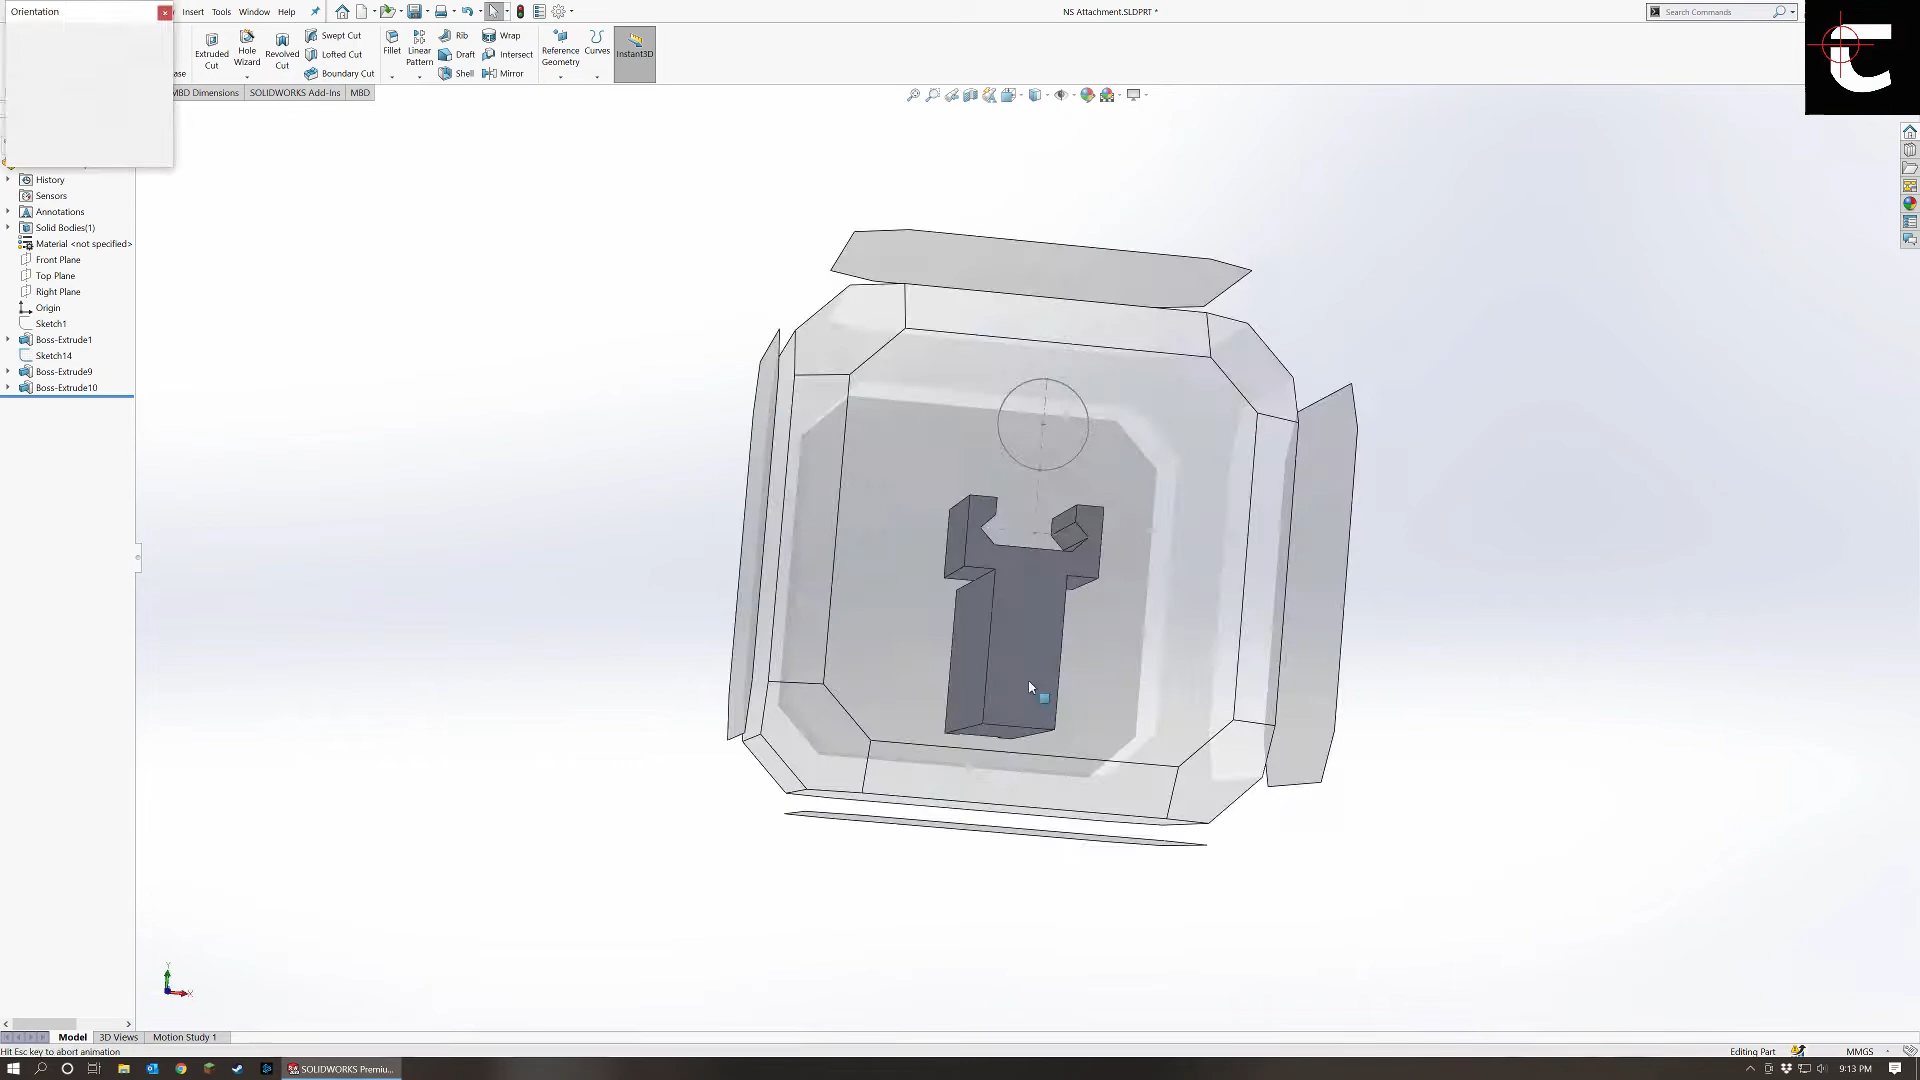 Orientation
Insert Tools Window Help
NS Attachment.SLDPRT *
Search Commands
Extruded Cut
Hole Wizard
Revolved Cut
Swept Cut
Lofted Cut
Boundary Cut
Fillet
Linear Pattern
Rib
Draft
Shell
Wrap
Intersect
Mirror
Reference Geometry
Curves
Instant3D
MBD Dimensions SOLIDWORKS Add-Ins MBD
History
Sensors
Annotations
Solid Bodies(1)
Material <not specified>
Front Plane
Top Plane
Right Plane
Origin
Sketch1
Boss-Extrude1
Sketch14
Boss-Extrude9
Boss-Extrude10
Y
X
Model 3D Views Motion Study 1
Hit Esc key to abort animation
Editing Part
MMGS
SOLIDWORKS Premiu...
9:13 PM